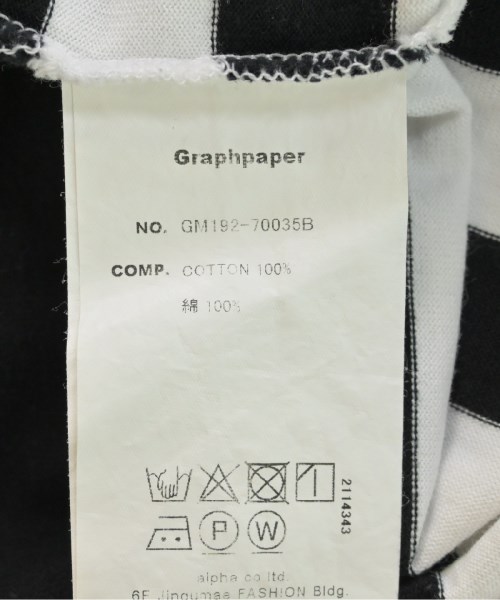 Graphpaper
NO. GM192-70035B
COMP. COTTON 100%
綿 100%
2114343
P W
alpha co.ltd.
6F Jingumae FASHION Bldg.